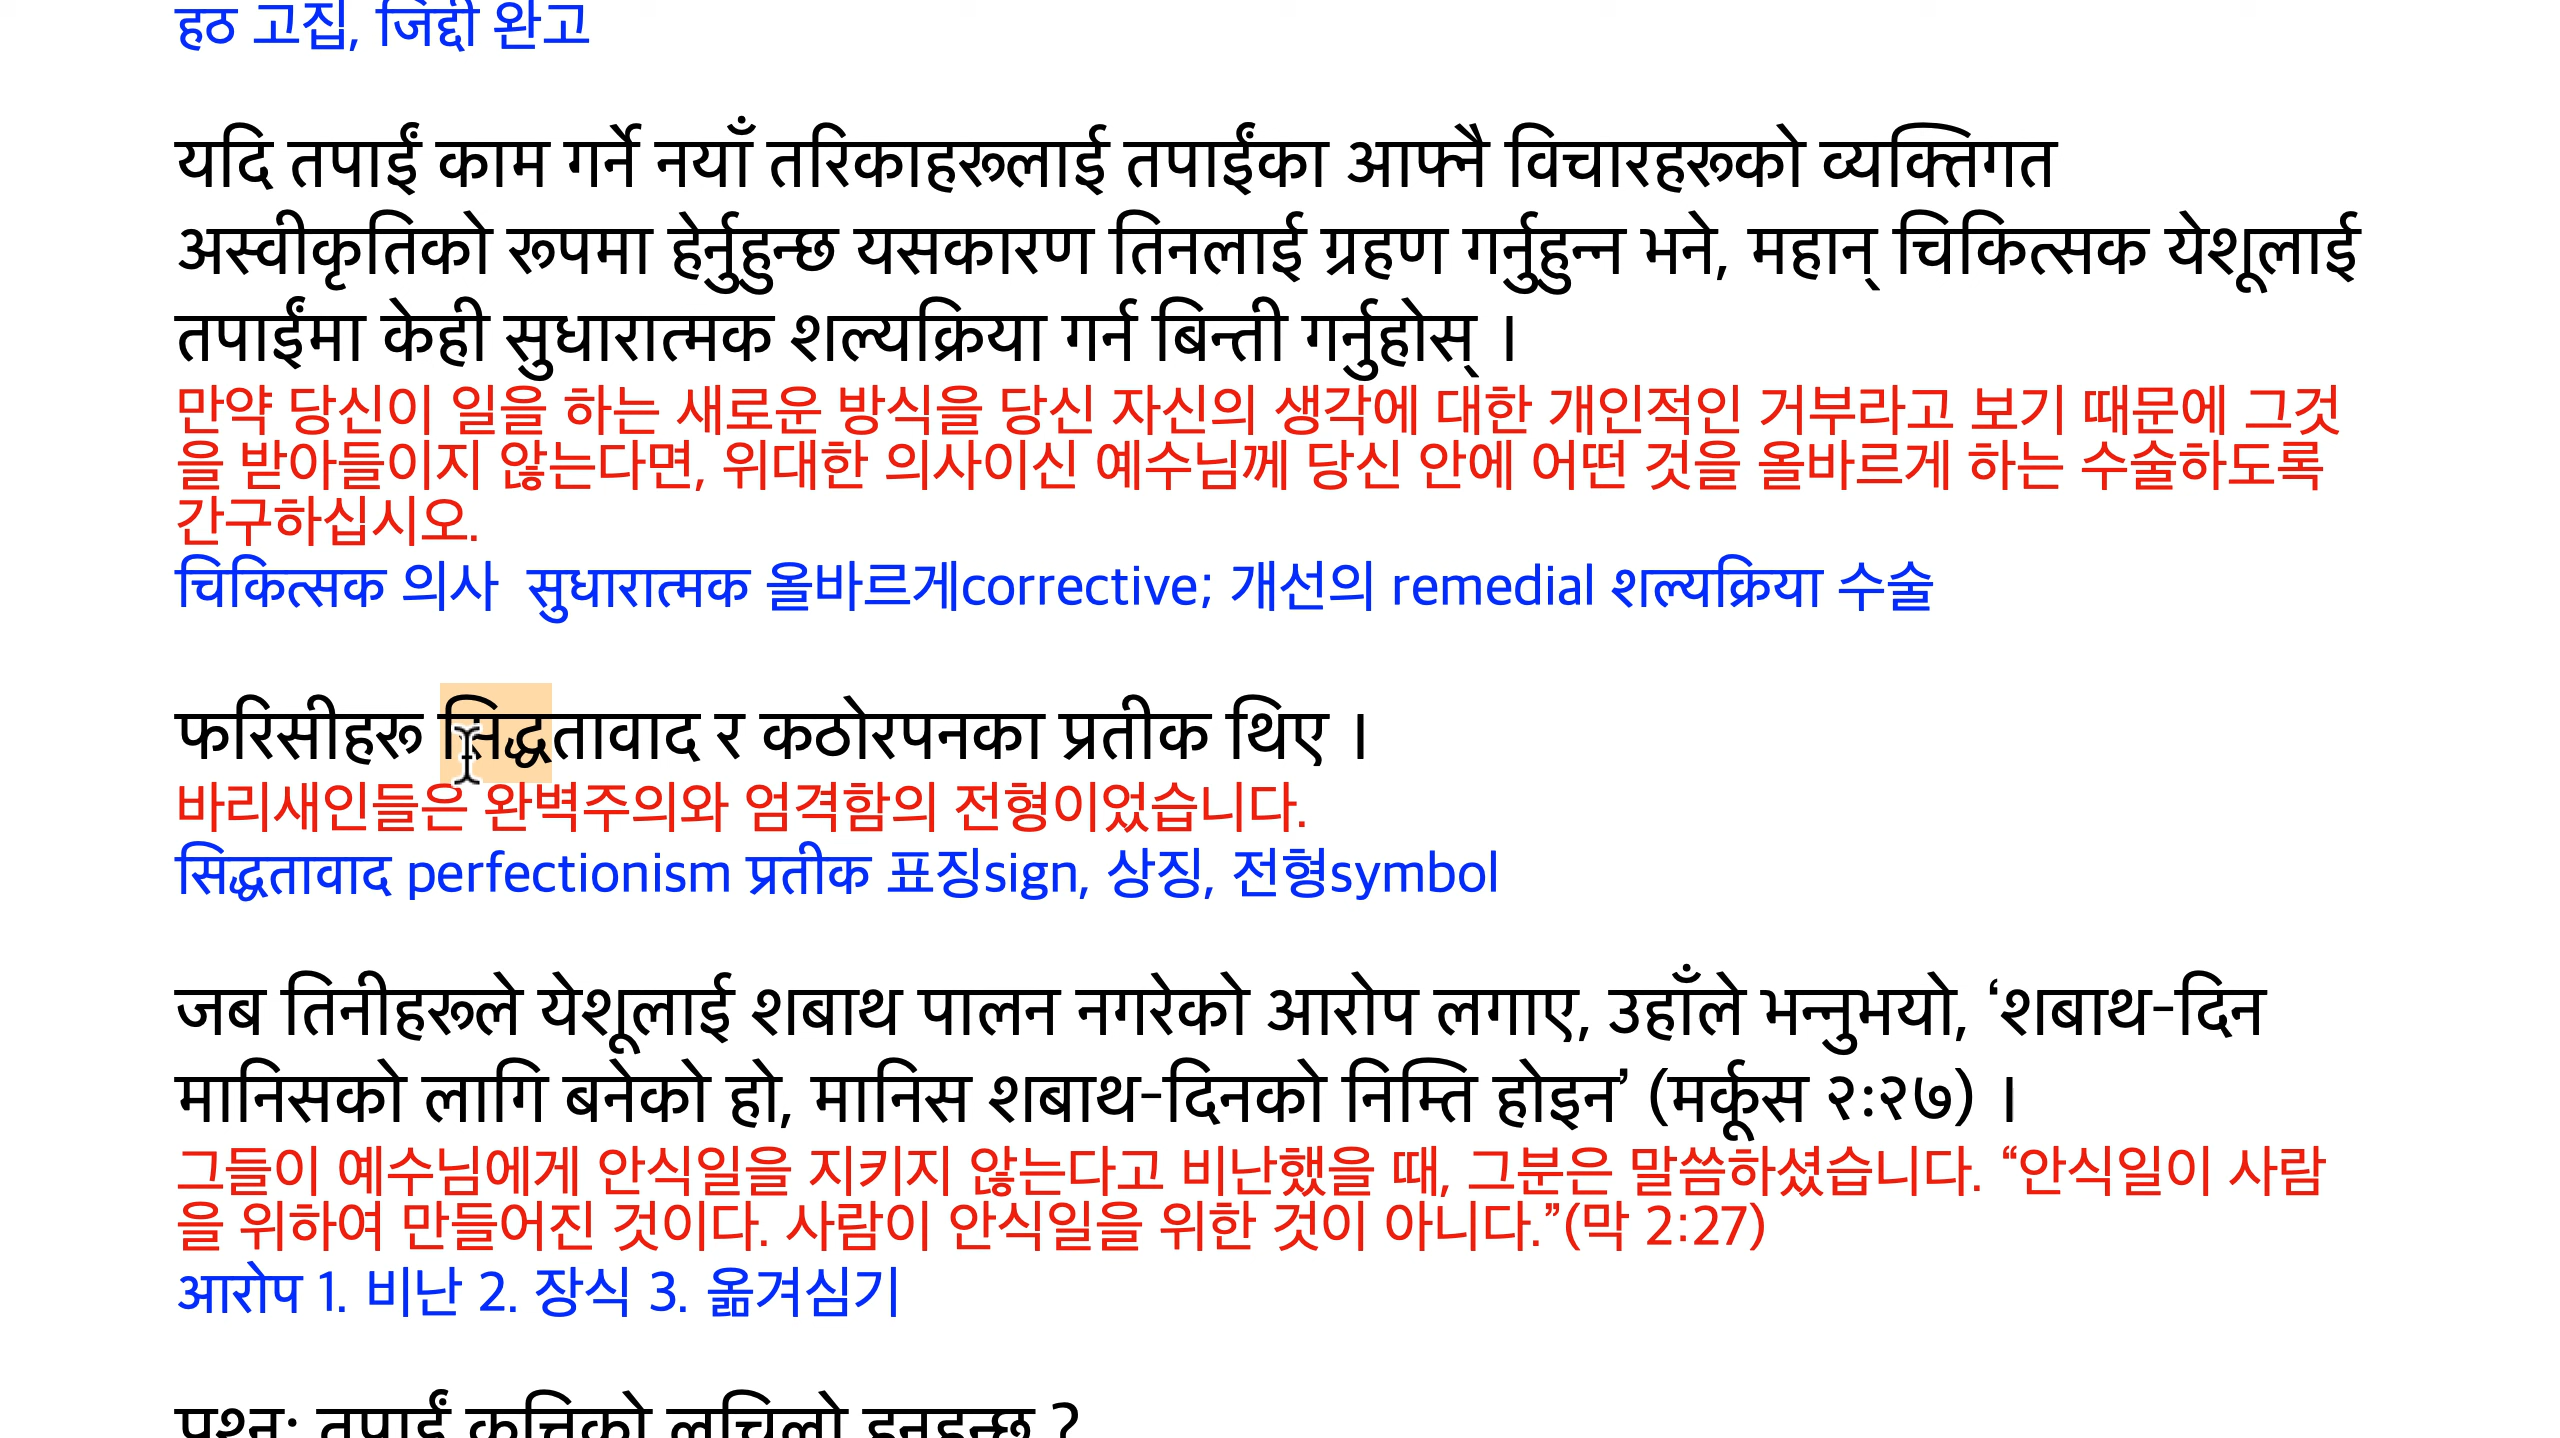 हठ 고집, जिद्दी 완고
यदि तपाईं काम गर्ने नयाँ तरिकाहरूलाई तपाईंका आफ्नै विचारहरूको व्यक्तिगत
अस्वीकृतिको रूपमा हेर्नुहुन्छ यसकारण तिनलाई ग्रहण गर्नुहुन्न भने, महान् चिकित्सक येशूलाई
तपाईंमा केही सुधारात्मक शल्यक्रिया गर्न बिन्ती गर्नुहोस् ।
만약 당신이 일을 하는 새로운 방식을 당신 자신의 생각에 대한 개인적인 거부라고 보기 때문에 그것
을 받아들이지 않는다면, 위대한 의사이신 예수님께 당신 안에 어떤 것을 올바르게 하는 수술하도록
간구하십시오.
चिकित्सक 의사 सुधारात्मक 올바르게corrective; 개선의 remedial शल्यक्रिया 수술
फरिसीहरू सिद्धतावाद र कठोरपनका प्रतीक थिए ।
바리새인들은 완벽주의와 엄격함의 전형이었습니다.
सिद्धतावाद perfectionism प्रतीक 표징sign, 상징, 전형symbol
जब तिनीहरूले येशूलाई शबाथ पालन नगरेको आरोप लगाए, उहाँले भन्नुभयो, ‘शबाथ-दिन
मानिसको लागि बनेको हो, मानिस शबाथ-दिनको निम्ति होइन’ (मर्कूस २:२७) ।
그들이 예수님에게 안식일을 지키지 않는다고 비난했을 때, 그분은 말씀하셨습니다. “안식일이 사람
을 위하여 만들어진 것이다. 사람이 안식일을 위한 것이 아니다.”(막 2:27)
आरोप 1. 비난 2. 장식 3. 옮겨심기
प्रश्न: तपाईं कत्तिको लचिलो हुनुहुन्छ ?